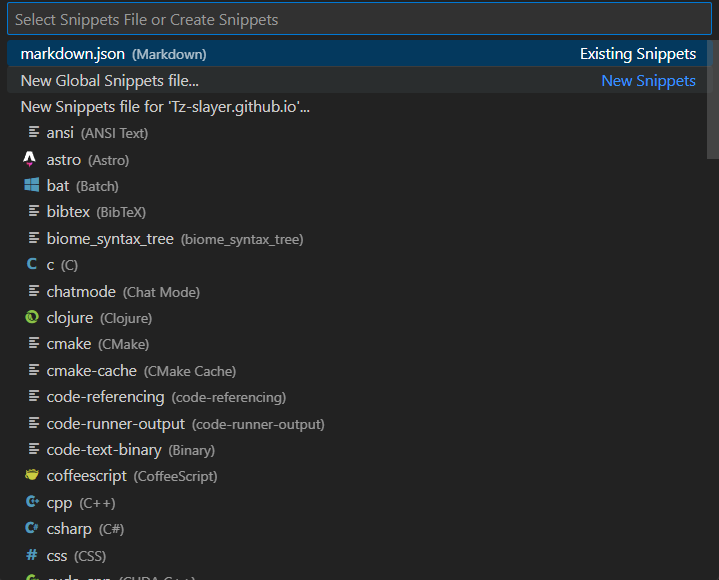 Select Snippets File or Create Snippets
markdown.json (Markdown) Existing Snippets
New Global Snippets file... New Snippets
New Snippets file for 'Tz-slayer.github.io'...
ansi (ANSI Text)
astro (Astro)
bat (Batch)
bibtex (BibTeX)
biome_syntax_tree (biome_syntax_tree)
c (C)
chatmode (Chat Mode)
clojure (Clojure)
cmake (CMake)
cmake-cache (CMake Cache)
code-referencing (code-referencing)
code-runner-output (code-runner-output)
code-text-binary (Binary)
coffeescript (CoffeeScript)
cpp (C++)
csharp (C#)
css (CSS)